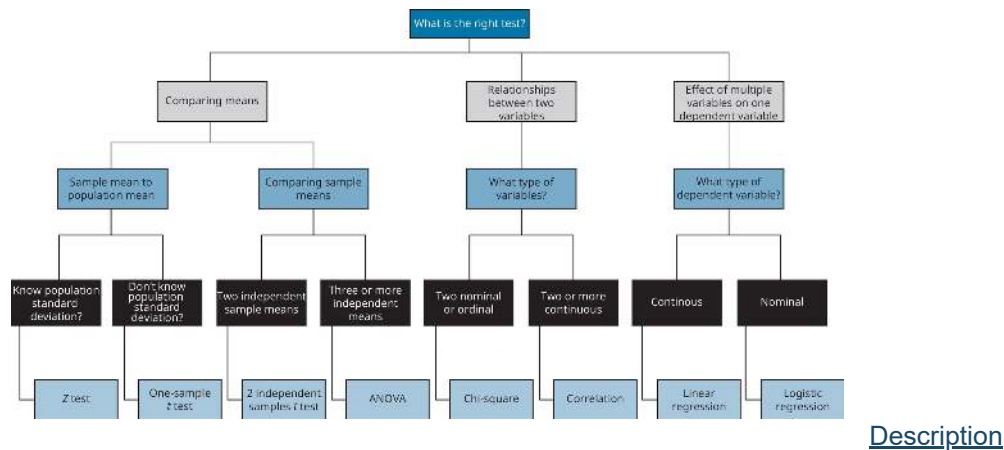 What is the right test?
Comparing means
Relationships
between two
variables
Effect of multiple
variables on one
dependent variable
Sample mean to
population mean
Comparing sample
means
What type of
variables?
What type of
dependent variable?
Know population
standard
deviation?
Don't know
population
standard
deviation?
Two independent
sample means
Three or more
independent
means
Two nominal
or ordinal
Two or more
continuous
Continous
Nominal
Z test
One-sample
t test
2 independent
samples t test
ANOVA
Chi-square
Correlation
Linear
regression
Logistic
regression
Description